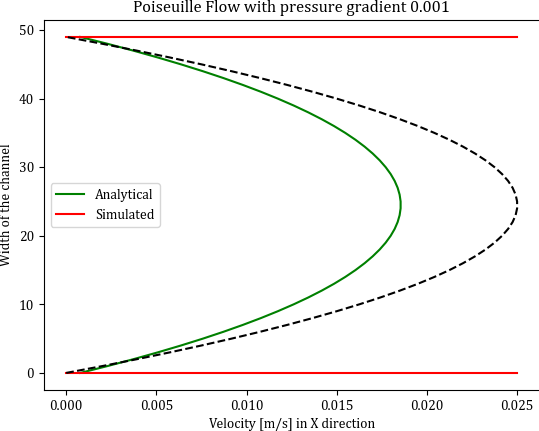 Poiseuille Flow with pressure gradient 0.001
Width of the channel
50
40
30
20
10
0
Analytical
Simulated
0.000 0.005 0.010 0.015 0.020 0.025
Velocity [m/s] in X direction